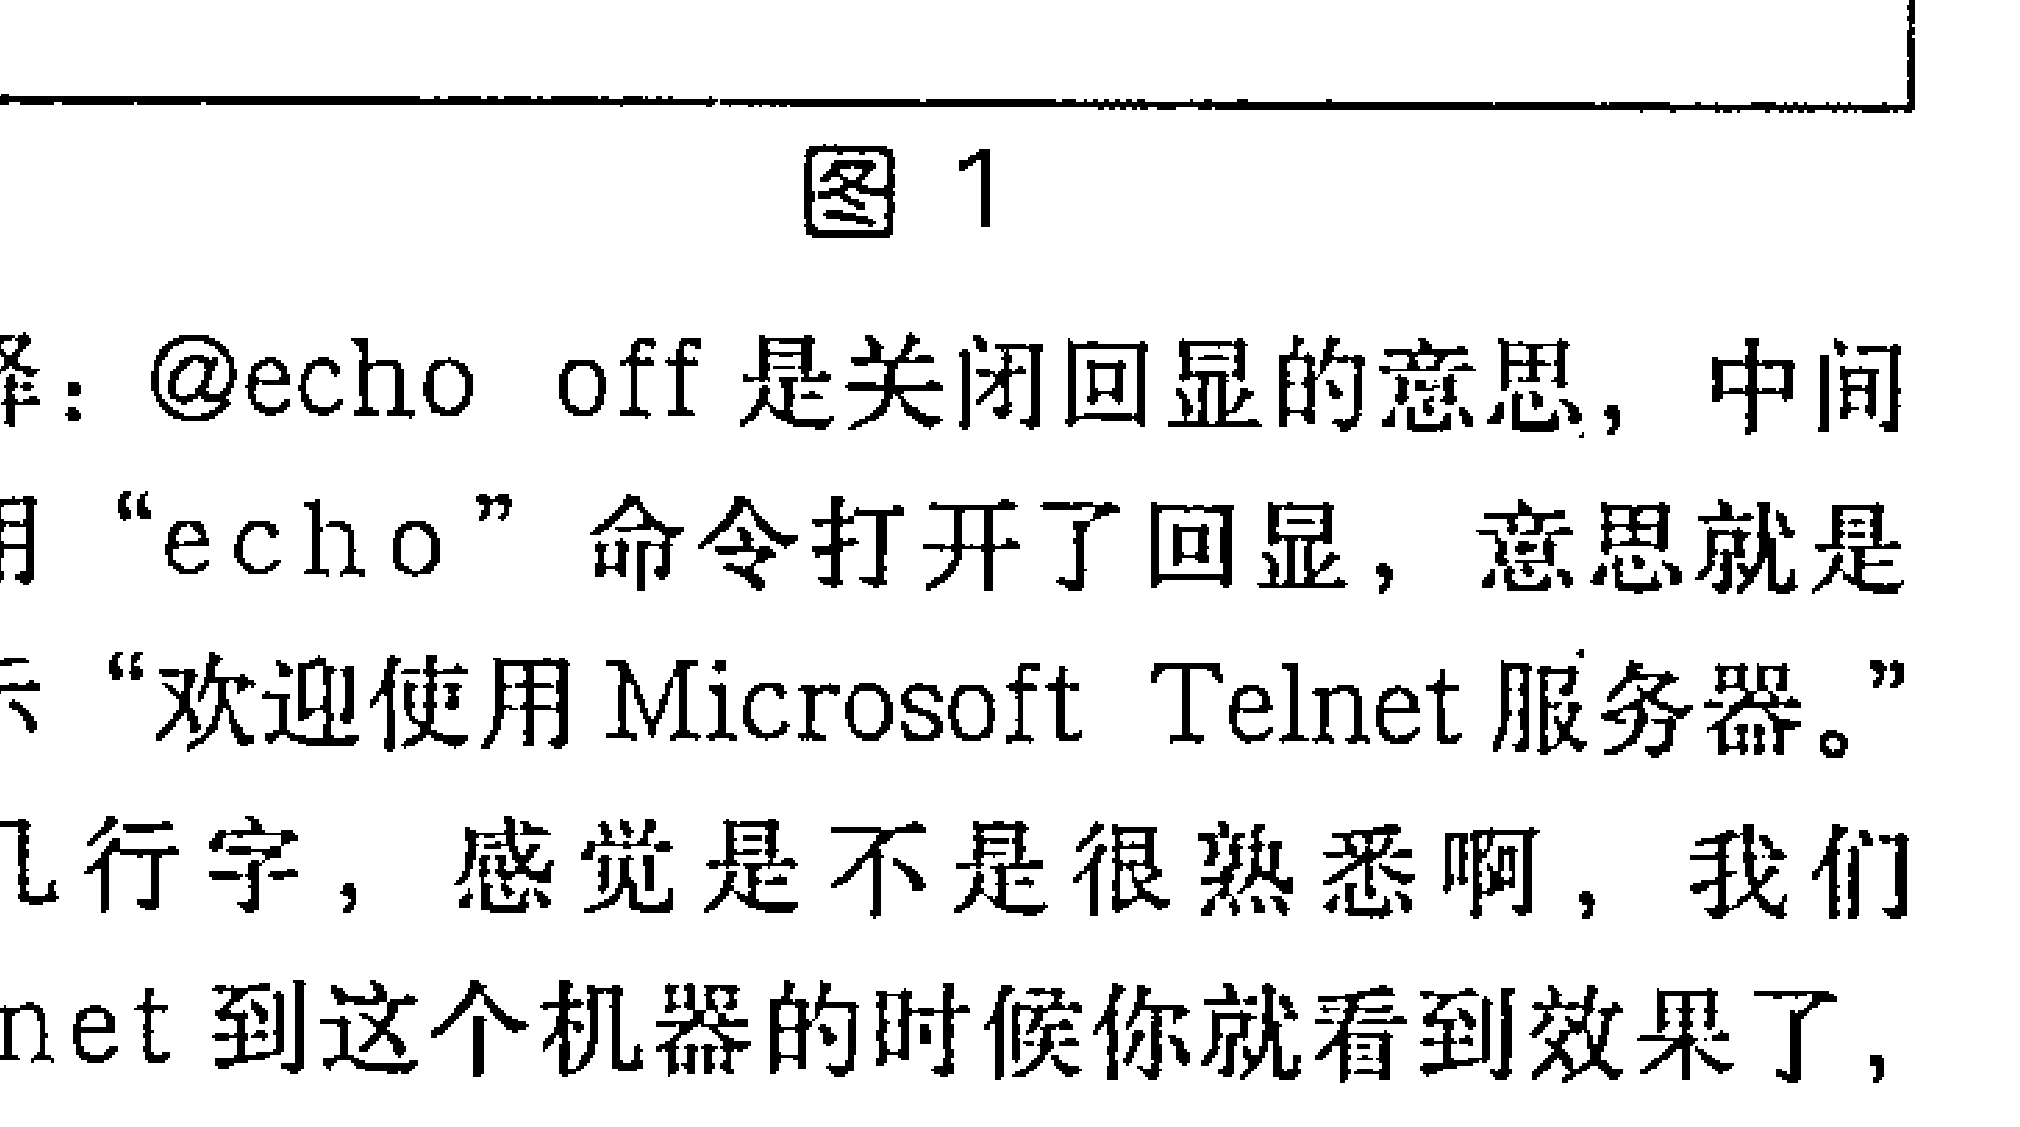 图 1
释：@echo off 是关闭回显的意思，中间
用 “echo” 命令打开了回显，意思就是
示 “欢迎使用 Microsoft Telnet 服务器。”
几行字，感觉是不是很熟悉啊，我们
net 到这个机器的时候你就看到效果了，